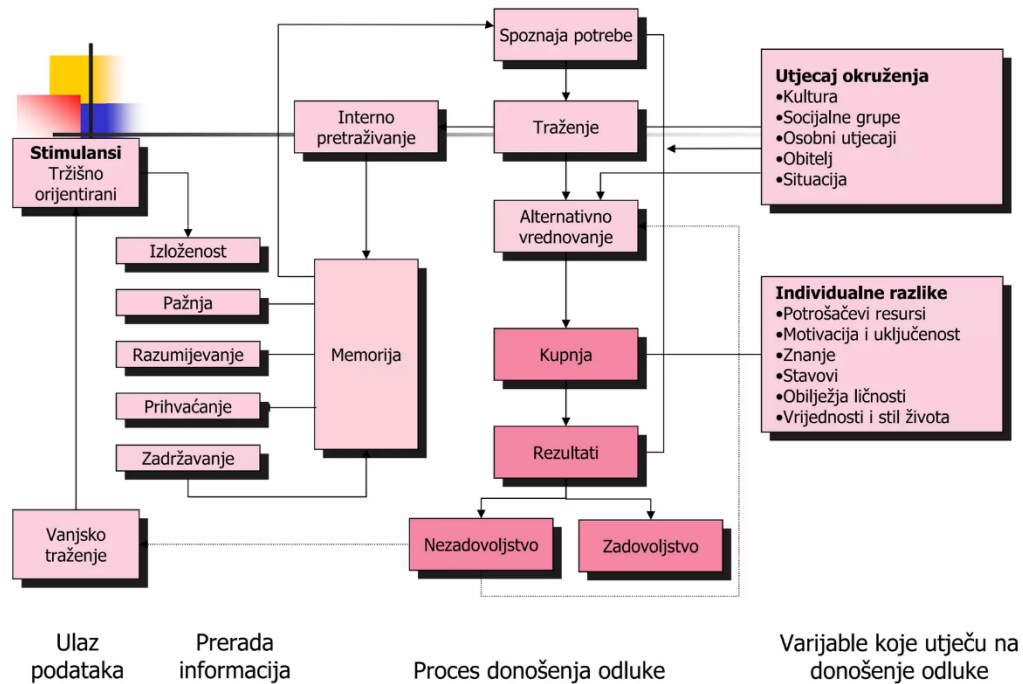 Spoznaja potrebe
Interno
pretraživanje
Traženje
Utjecaj okruženja
•Kultura
•Socijalne grupe
•Osobni utjecaji
•Obitelj
•Situacija
Stimulansi
Tržišno
orijentirani
Alternativno
vrednovanje
Izloženost
Pažnja
Razumijevanje
Prihvaćanje
Zadržavanje
Memorija
Kupnja
Individualne razlike
•Potrošačevi resursi
•Motivacija i uključenost
•Znanje
•Stavovi
•Obilježja ličnosti
•Vrijednosti i stil života
Rezultati
Vanjsko
traženje
Nezadovoljstvo
Zadovoljstvo
Ulaz
podataka
Prerada
informacija
Proces donošenja odluke
Varijable koje utječu na
donošenje odluke